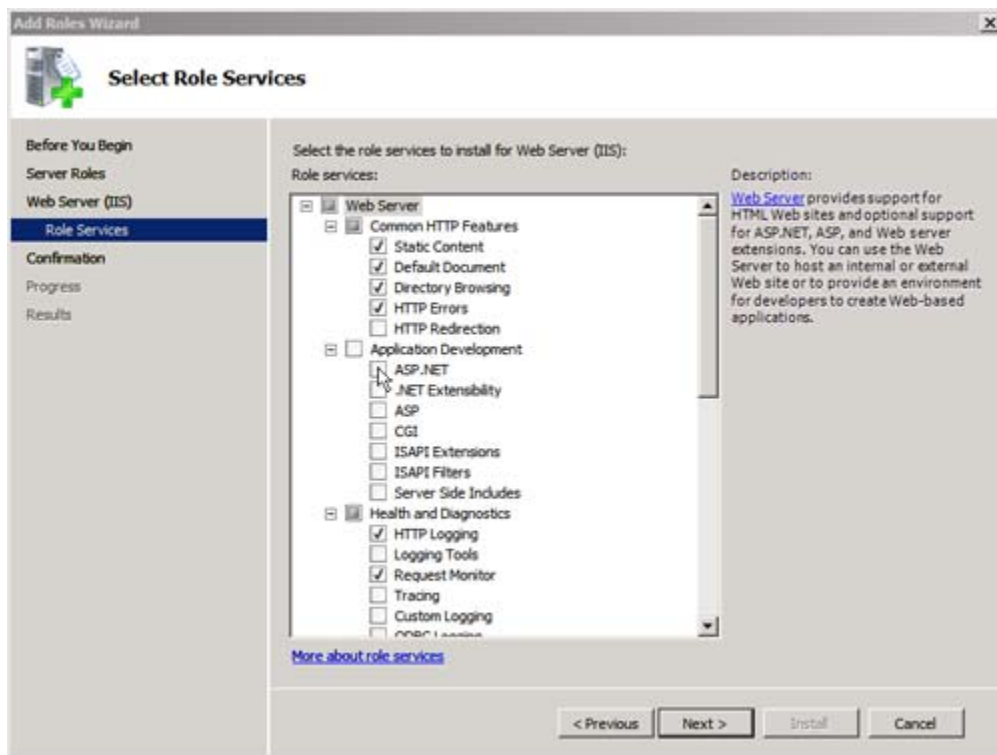 Add Roles Wizard
Select Role Services
Before You Begin
Server Roles
Web Server (IIS)
Role Services
Confirmation
Progress
Results
Select the role services to install for Web Server (IIS):
Role services:
Web Server
Common HTTP Features
Static Content
Default Document
Directory Browsing
HTTP Errors
HTTP Redirection
Application Development
ASP.NET
.NET Extensibility
ASP
CGI
ISAPI Extensions
ISAPI Filters
Server Side Includes
Health and Diagnostics
HTTP Logging
Logging Tools
Request Monitor
Tracing
Custom Logging
ODBC Logging
More about role services
Description:
Web Server provides support for
HTML Web sites and optional support
for ASP.NET, ASP, and Web server
extensions. You can use the Web
Server to host an internal or external
Web site or to provide an environment
for developers to create Web-based
applications.
< Previous
Next >
Install
Cancel